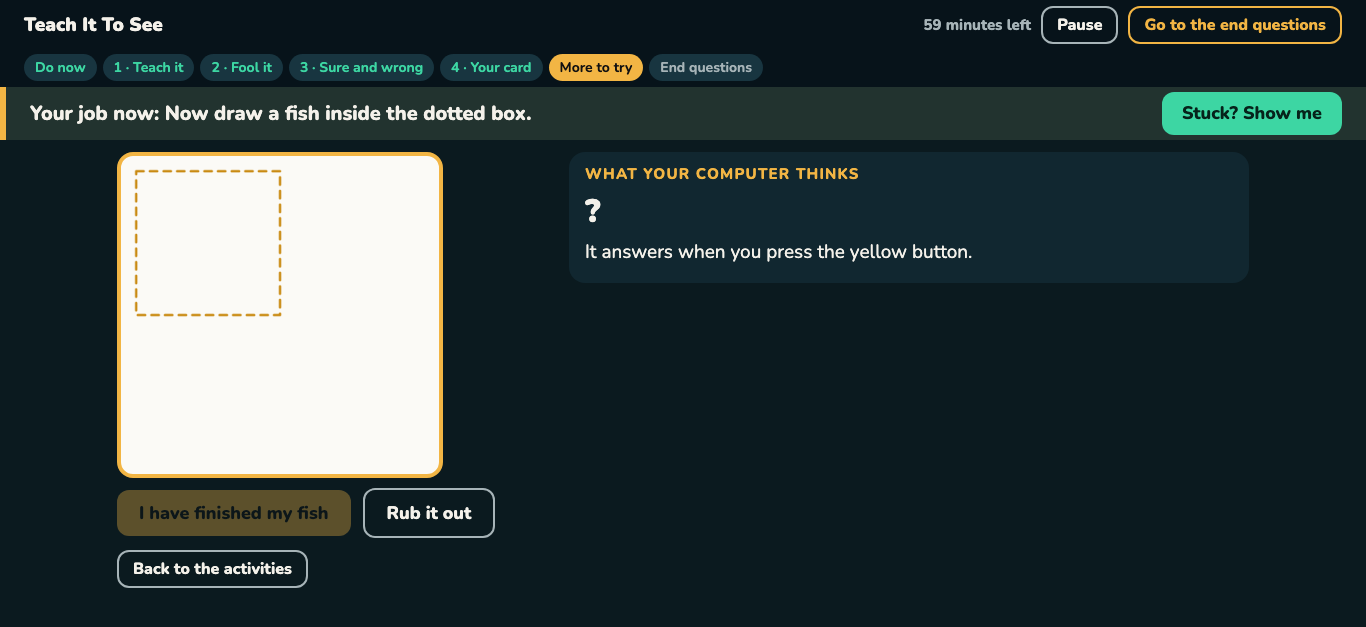 Teach It To See
59 minutes left
Pause
Go to the end questions
Do now
1 · Teach it
2 · Fool it
3 · Sure and wrong
4 · Your card
More to try
End questions
Your job now: Now draw a fish inside the dotted box.
Stuck? Show me
WHAT YOUR COMPUTER THINKS
?
It answers when you press the yellow button.
I have finished my fish
Rub it out
Back to the activities